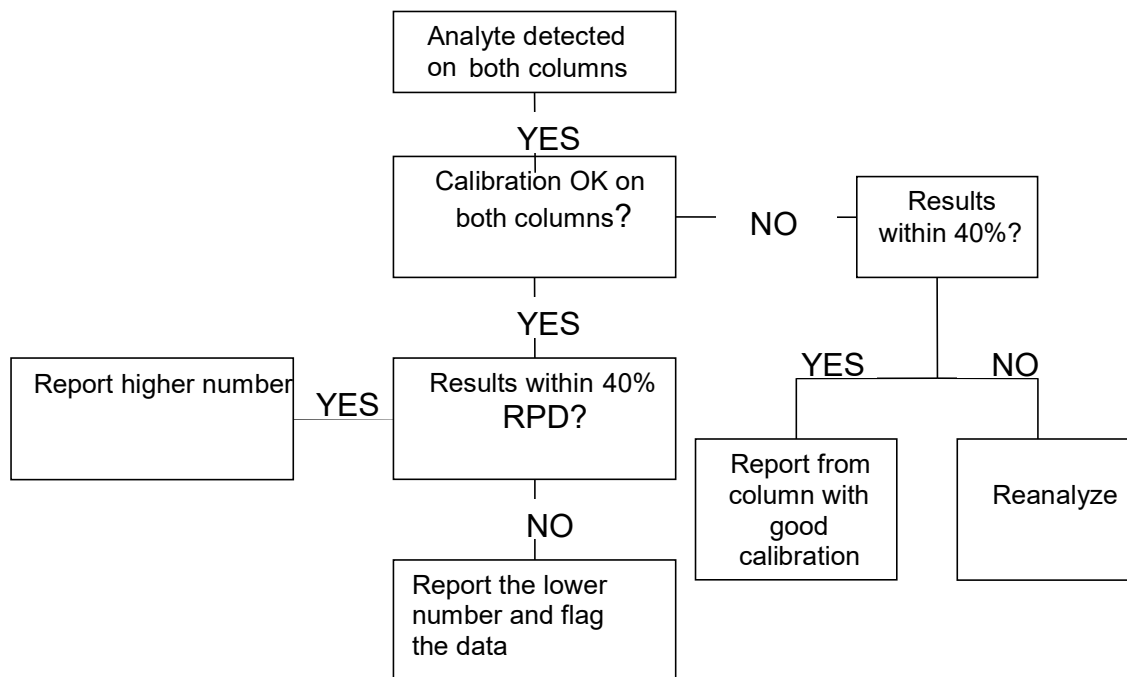 Analyte detected
on both columns
YES
Calibration OK on
both columns?
NO
Results
within 40%?
YES
YES
NO
Report higher number
YES
Results within 40%
RPD?
Report from
column with
good
calibration
Reanalyze
NO
Report the lower
number and flag
the data